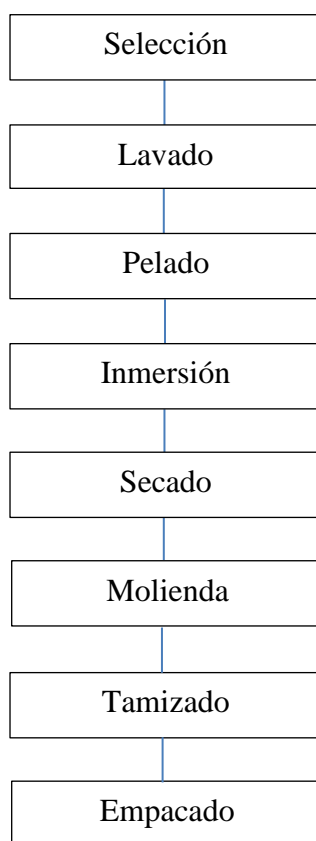 Selección
Lavado
Pelado
Inmersión
Secado
Molienda
Tamizado
Empacado